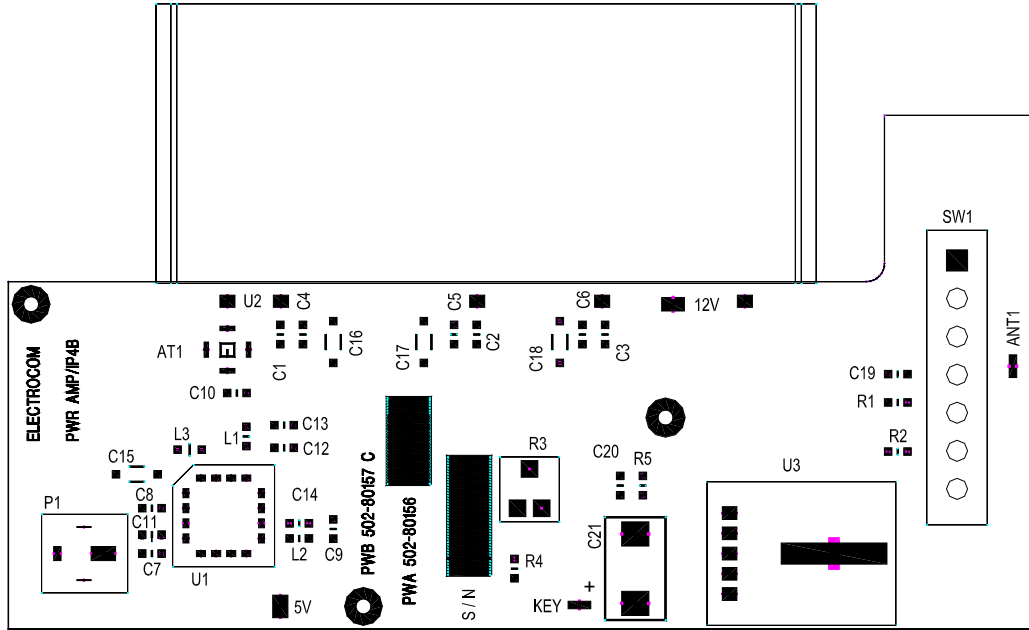 SW1
U2
C4
C5
C6
12V
ELECTROCOM
PWR AMP/IP4B
AT1
C1
C16
C17
C2
C18
C3
ANT1
C19
C10
R1
L3
L1
C13
C12
R2
C15
R3
C20
R5
U3
P1
C8
C11
C7
C14
U1
L2
C9
PWB 502-80157 C
PWA 502-80156
S / N
R4
C21
5V
KEY
+